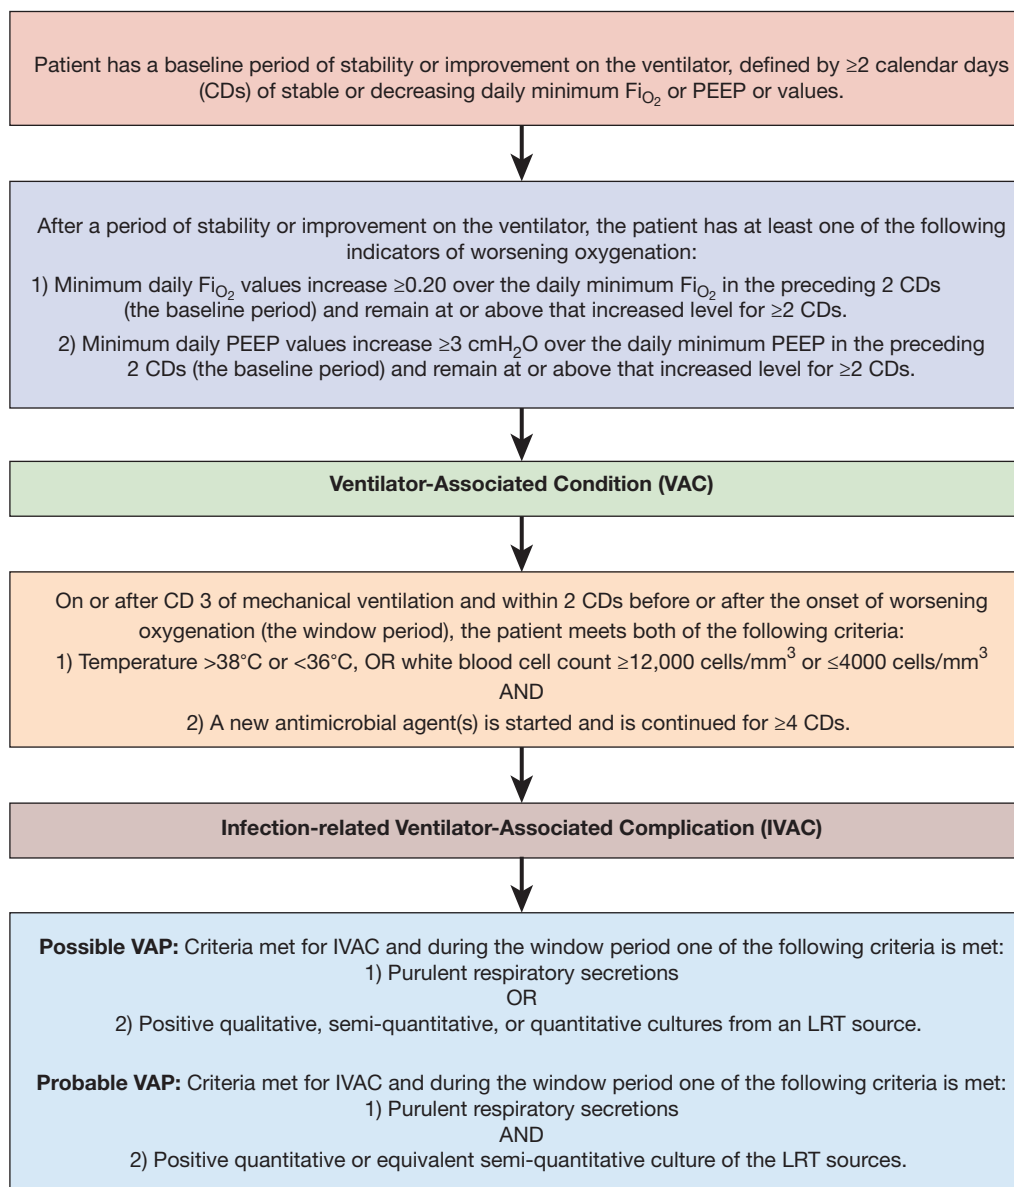 Patient has a baseline period of stability or improvement on the ventilator, defined by ≥2 calendar days
(CDs) of stable or decreasing daily minimum FiO2 or PEEP or values.
After a period of stability or improvement on the ventilator, the patient has at least one of the following
indicators of worsening oxygenation:
1) Minimum daily FiO2 values increase ≥0.20 over the daily minimum FiO2 in the preceding 2 CDs
(the baseline period) and remain at or above that increased level for ≥2 CDs.
2) Minimum daily PEEP values increase ≥3 cmH2O over the daily minimum PEEP in the preceding
2 CDs (the baseline period) and remain at or above that increased level for ≥2 CDs.
Ventilator-Associated Condition (VAC)
On or after CD 3 of mechanical ventilation and within 2 CDs before or after the onset of worsening
oxygenation (the window period), the patient meets both of the following criteria:
1) Temperature >38°C or <36°C, OR white blood cell count ≥12,000 cells/mm3 or ≤4000 cells/mm3
AND
2) A new antimicrobial agent(s) is started and is continued for ≥4 CDs.
Infection-related Ventilator-Associated Complication (IVAC)
Possible VAP: Criteria met for IVAC and during the window period one of the following criteria is met:
1) Purulent respiratory secretions
OR
2) Positive qualitative, semi-quantitative, or quantitative cultures from an LRT source.
Probable VAP: Criteria met for IVAC and during the window period one of the following criteria is met:
1) Purulent respiratory secretions
AND
2) Positive quantitative or equivalent semi-quantitative culture of the LRT sources.